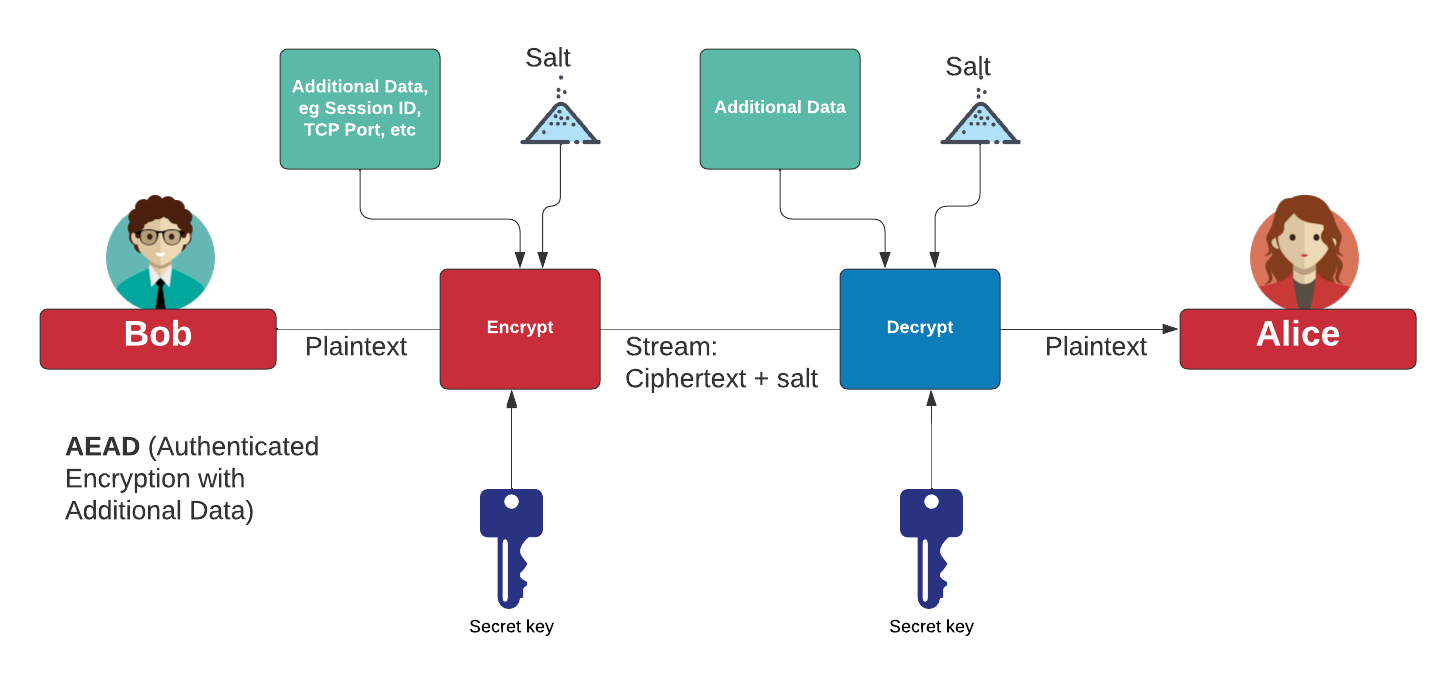 Salt
Salt
Additional Data,
eg Session ID,
TCP Port, etc
Additional Data
Bob
Plaintext
Encrypt
Stream:
Ciphertext + salt
Decrypt
Plaintext
Alice
AEAD (Authenticated
Encryption with
Additional Data)
Secret key
Secret key